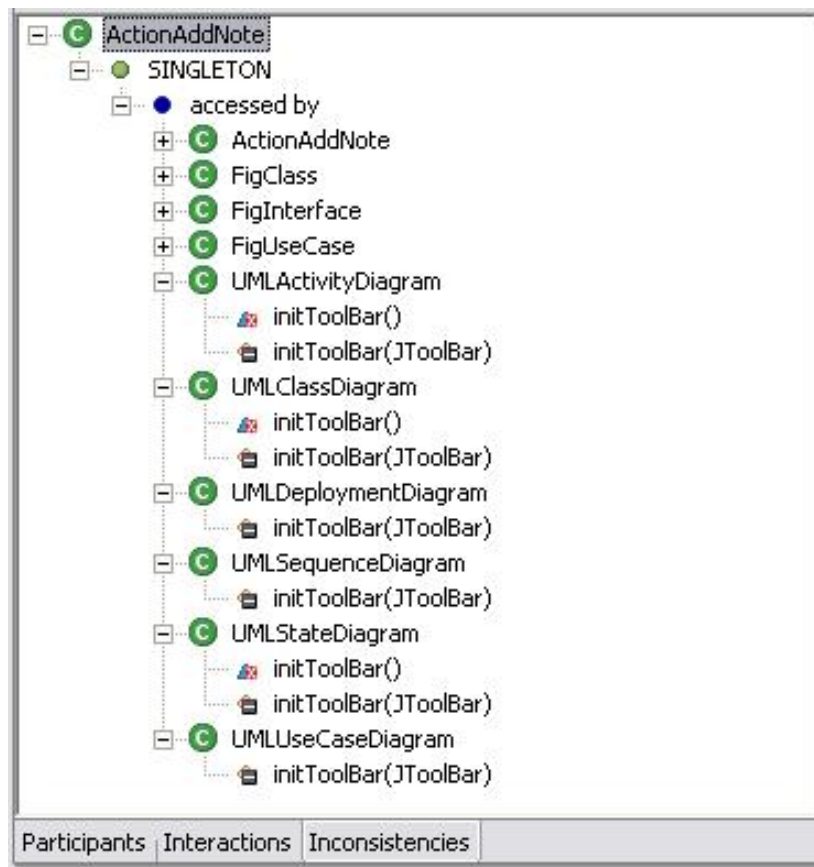 ActionAddNote
SINGLETON
accessed by
ActionAddNote
FigClass
FigInterface
FigUseCase
UMLActivityDiagram
initToolBar()
initToolBar(JToolBar)
UMLClassDiagram
initToolBar()
initToolBar(JToolBar)
UMLDeploymentDiagram
initToolBar(JToolBar)
UMLSequenceDiagram
initToolBar(JToolBar)
UMLStateDiagram
initToolBar()
initToolBar(JToolBar)
UMLUseCaseDiagram
initToolBar(JToolBar)
Participants Interactions Inconsistencies